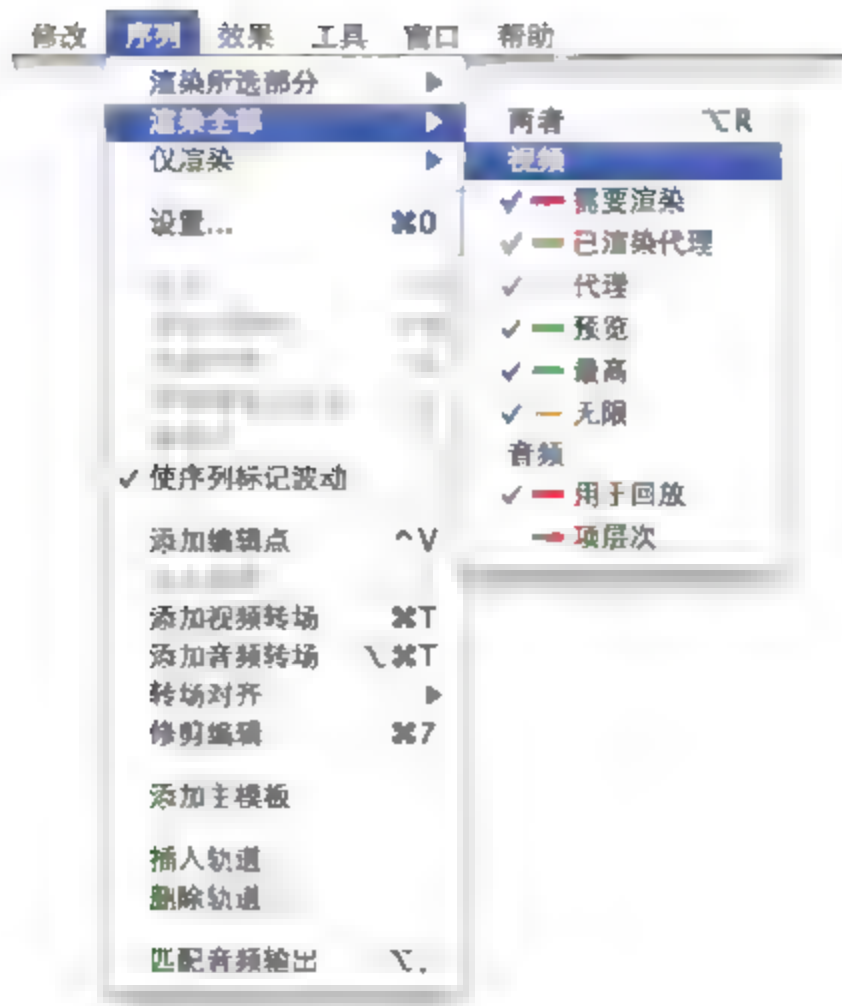 修改 序列 效果 工具 窗口 帮助
渲染所选部分
渲染全部
仅渲染
设置... ⌘0
✓ 使序列标记波动
添加编辑点 ^V
添加视频转场 ⌘T
添加音频转场 ⌥⌘T
转场对齐
修剪编辑 ⌘7
添加主模板
插入轨道
删除轨道
匹配音频输出 ⌥.
两者 ⌥R
视频
✓ 需要渲染
✓ 已渲染代理
✓ 代理
✓ 预览
✓ 最高
✓ 无限
音频
✓ 用于回放
项层次